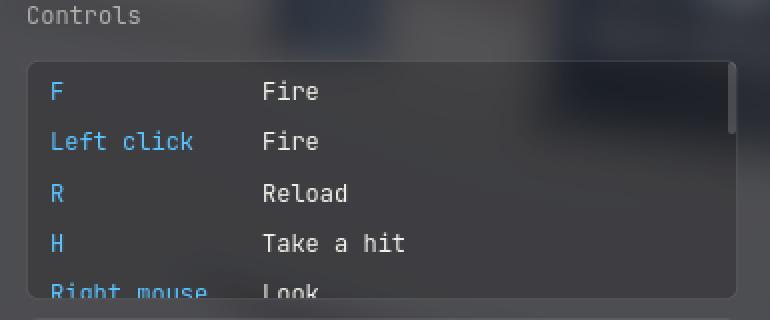 Controls
F Fire
Left click Fire
R Reload
H Take a hit
Right mouse Look